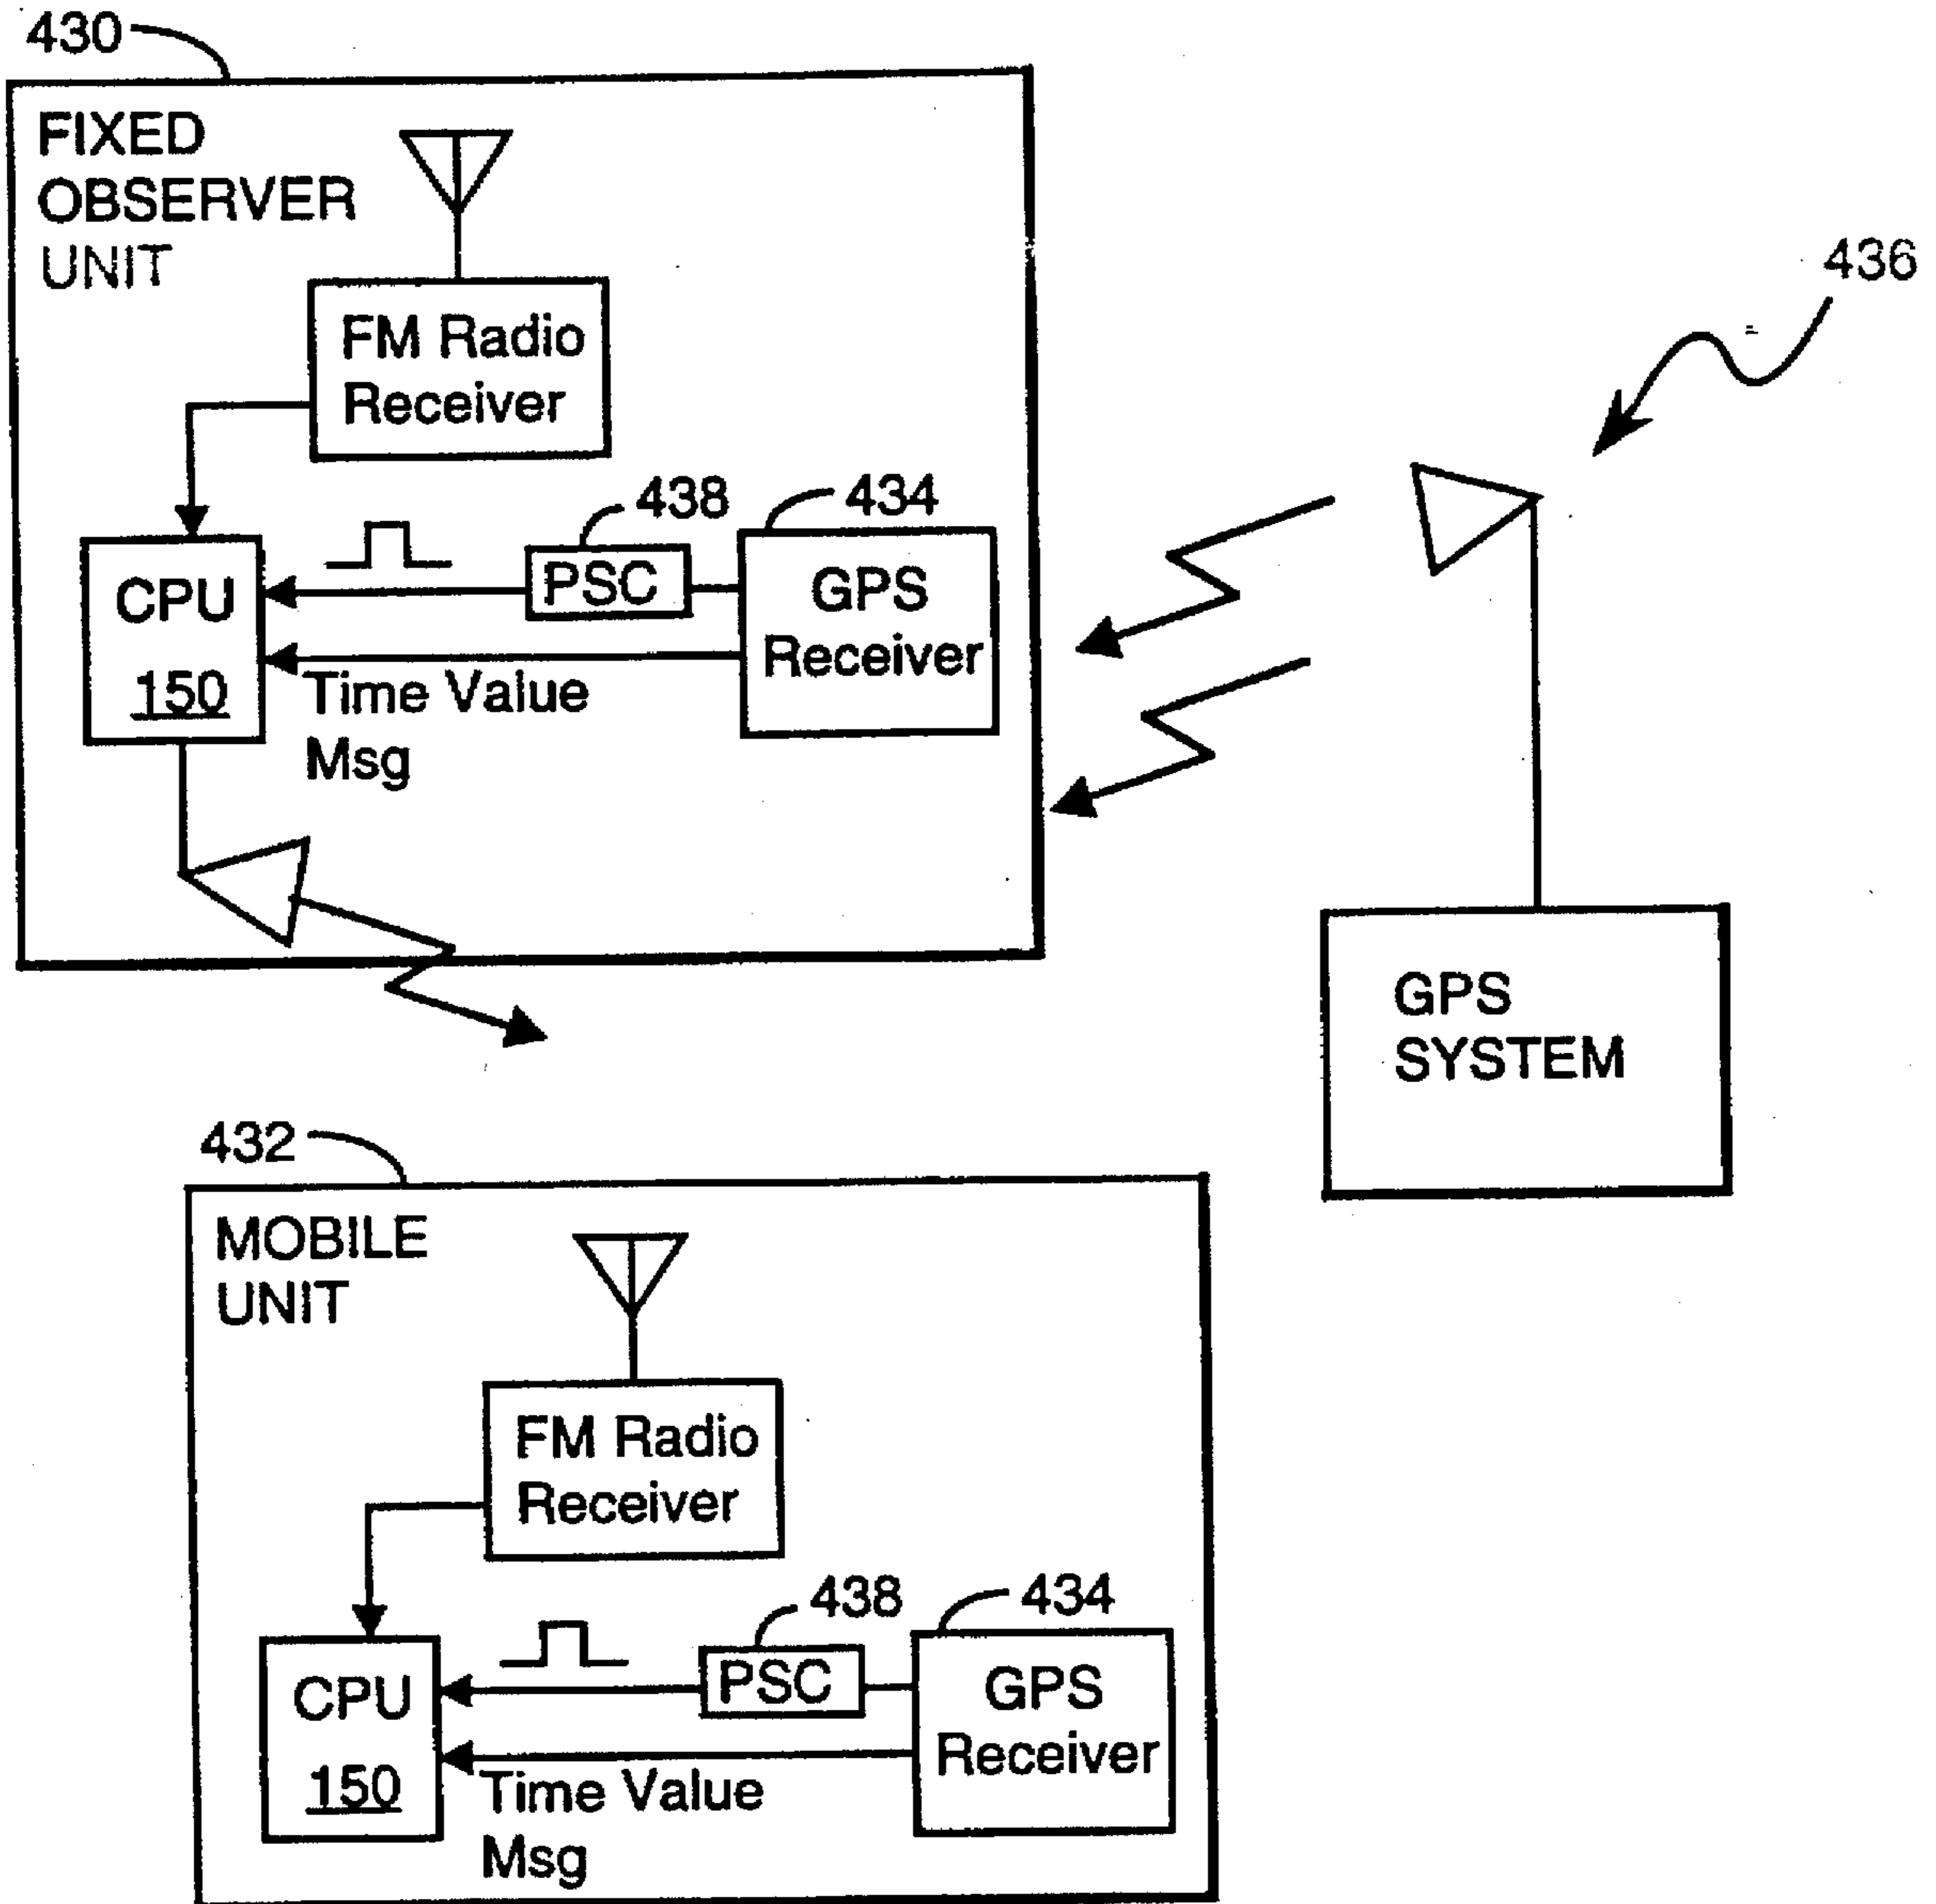 430
FIXED
OBSERVER
UNIT
FM Radio
Receiver
436
438
434
CPU
150
PSC
GPS
Receiver
Time Value
Msg
GPS
SYSTEM
432
MOBILE
UNIT
FM Radio
Receiver
438
434
CPU
150
PSC
GPS
Receiver
Time Value
Msg